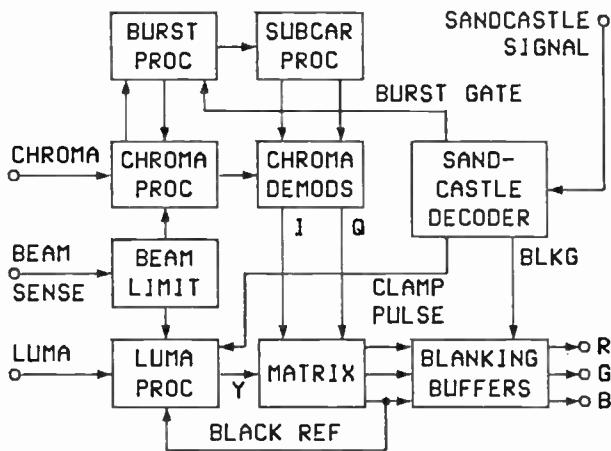 BURST
PROC
SUBCAR
PROC
SANDCASTLE
SIGNAL
BURST GATE
CHROMA
CHROMA
PROC
CHROMA
DEMODS
SAND-
CASTLE
DECODER
I
Q
BEAM
SENSE
BEAM
LIMIT
CLAMP
PULSE
BLKG
LUMA
LUMA
PROC
Y
MATRIX
BLANKING
BUFFERS
R
G
B
BLACK REF